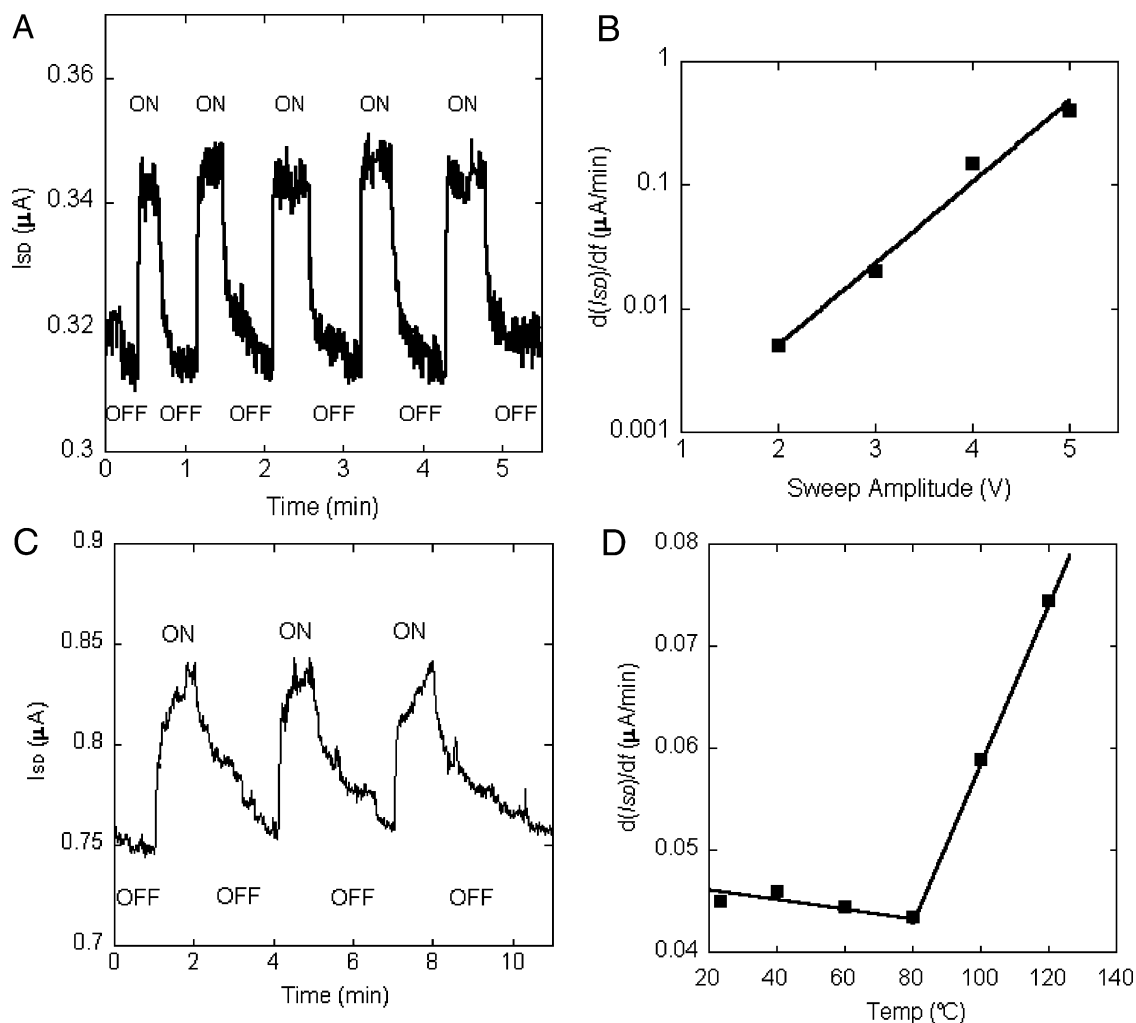 A
0.36
0.34
0.32
0.3
I_SD (μA)
ON ON ON ON ON
OFF OFF OFF OFF OFF OFF
0 1 2 3 4 5
Time (min)
B
1
0.1
0.01
0.001
d(I_SD)/dt (μA/min)
1 2 3 4 5
Sweep Amplitude (V)
C
0.9
0.85
0.8
0.75
0.7
I_SD (μA)
ON ON ON
OFF OFF OFF OFF
0 2 4 6 8 10
Time (min)
D
0.08
0.07
0.06
0.05
0.04
d(I_SD)/dt (μA/min)
20 40 60 80 100 120 140
Temp (°C)